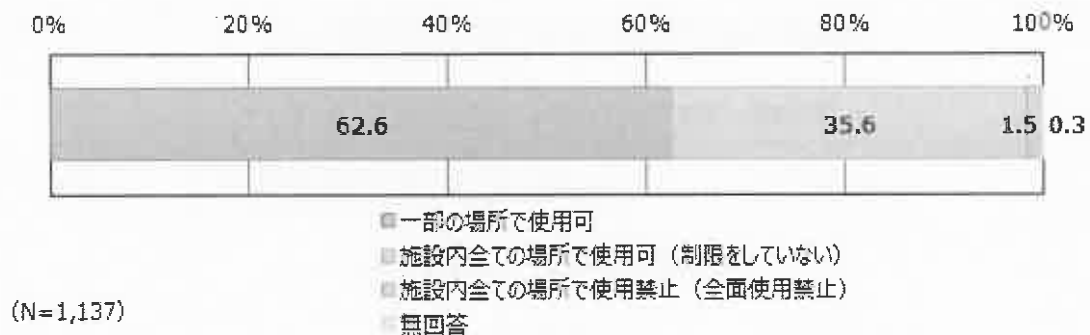 0% 20% 40% 60% 80% 100%
62.6 35.6 1.5 0.3
一部の場所で使用可
施設内全ての場所で使用可（制限をしていない）
施設内全ての場所で使用禁止（全面使用禁止）
(N=1,137)
無回答